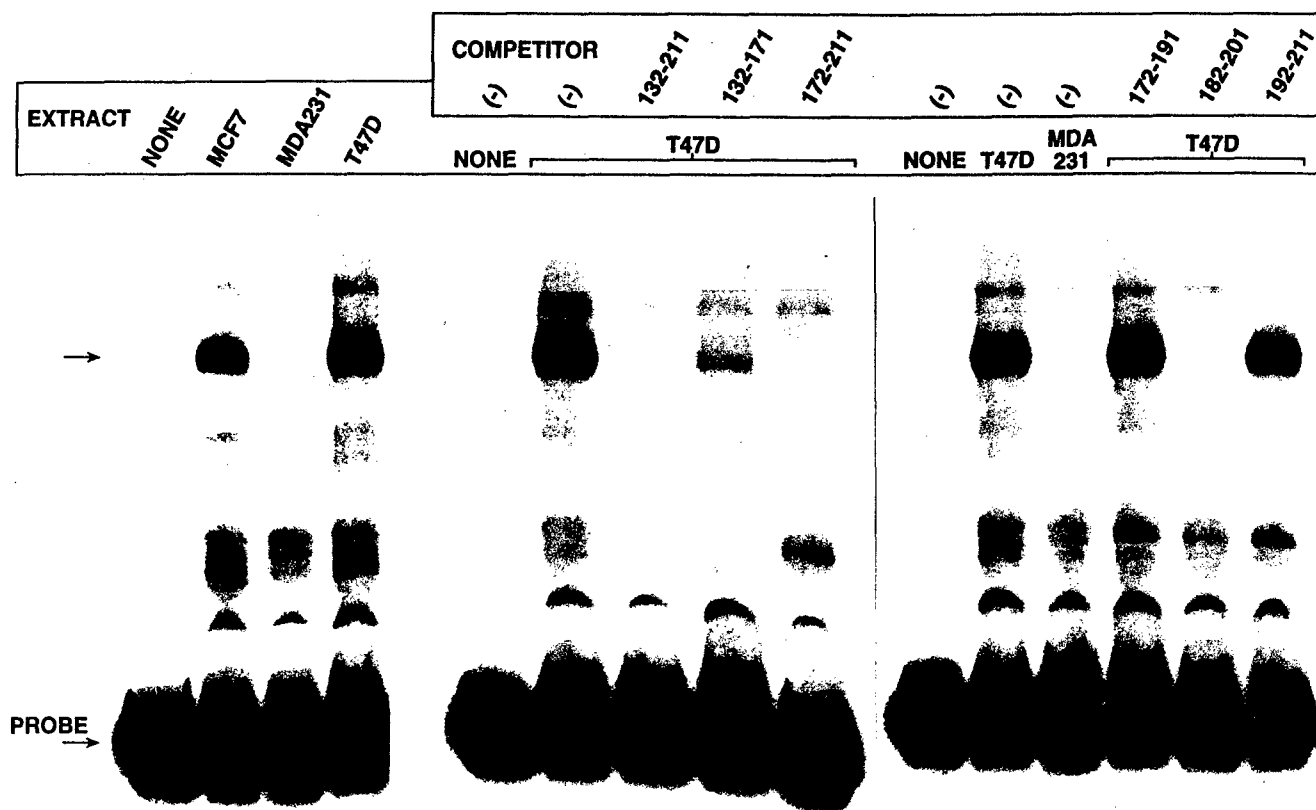 COMPETITOR
(-) (-) 132-211 132-171 172-211 (-) (-) (-) 172-191 182-201 192-211
EXTRACT NONE MCF7 MDA231 T47D
NONE T47D NONE T47D MDA 231 T47D
PROBE